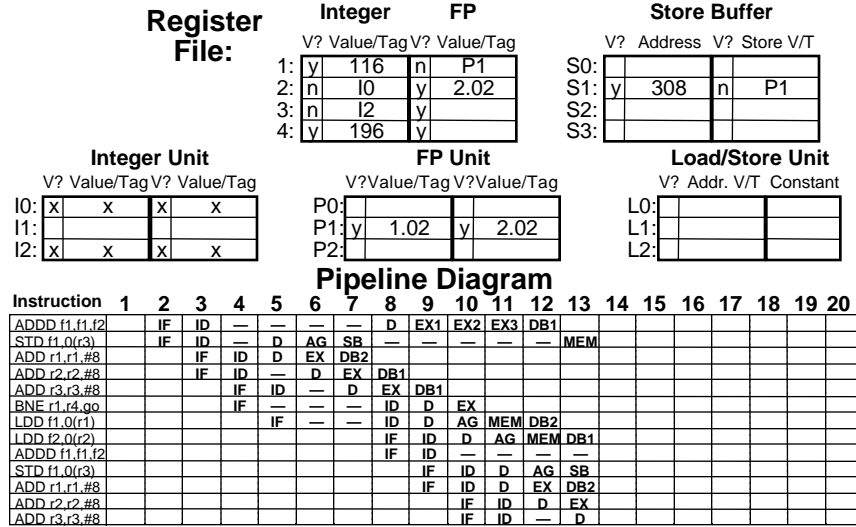 Register File:
Integer FP
V? Value/Tag V? Value/Tag
1: y 116 n P1
2: n I0 y 2.02
3: n I2 y
4: y 196 y
Store Buffer
V? Address V? Store V/T
S0:
S1: y 308 n P1
S2:
S3:
Integer Unit
V? Value/Tag V? Value/Tag
I0: x x x x
I1:
I2: x x x x
FP Unit
V? Value/Tag V? Value/Tag
P0:
P1: y 1.02 y 2.02
P2:
Load/Store Unit
V? Addr. V/T Constant
L0:
L1:
L2:
Pipeline Diagram
Instruction 1 2 3 4 5 6 7 8 9 10 11 12 13 14 15 16 17 18 19 20
ADDD f1,f1,f2 IF ID — — — — D EX1 EX2 EX3 DB1
STD f1,0(r3) IF ID — D AG SB — — — — — MEM
ADD r1,r1,#8 IF ID D EX DB2
ADD r2,r2,#8 IF ID — D EX DB1
ADD r3,r3,#8 IF ID — D EX DB1
BNE r1,r4,go IF — — — ID D EX
LDD f1,0(r1) IF — — ID D AG MEM DB2
LDD f2,0(r2) IF ID D AG MEM DB1
ADDD f1,f1,f2 IF ID — — — —
STD f1,0(r3) IF ID D AG SB
ADD r1,r1,#8 IF ID D EX DB2
ADD r2,r2,#8 IF ID D EX
ADD r3,r3,#8 IF ID — D